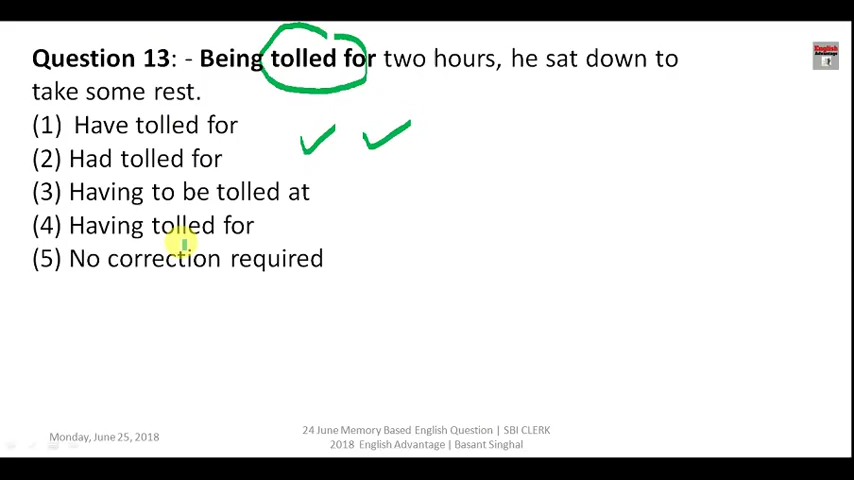 Question 13: - Being tolled for two hours, he sat down to
take some rest.
(1) Have tolled for
(2) Had tolled for
(3) Having to be tolled at
(4) Having tolled for
(5) No correction required
English
Advantage
Monday, June 25, 2018
24 June Memory Based English Question | SBI CLERK
2018 English Advantage | Basant Singhal